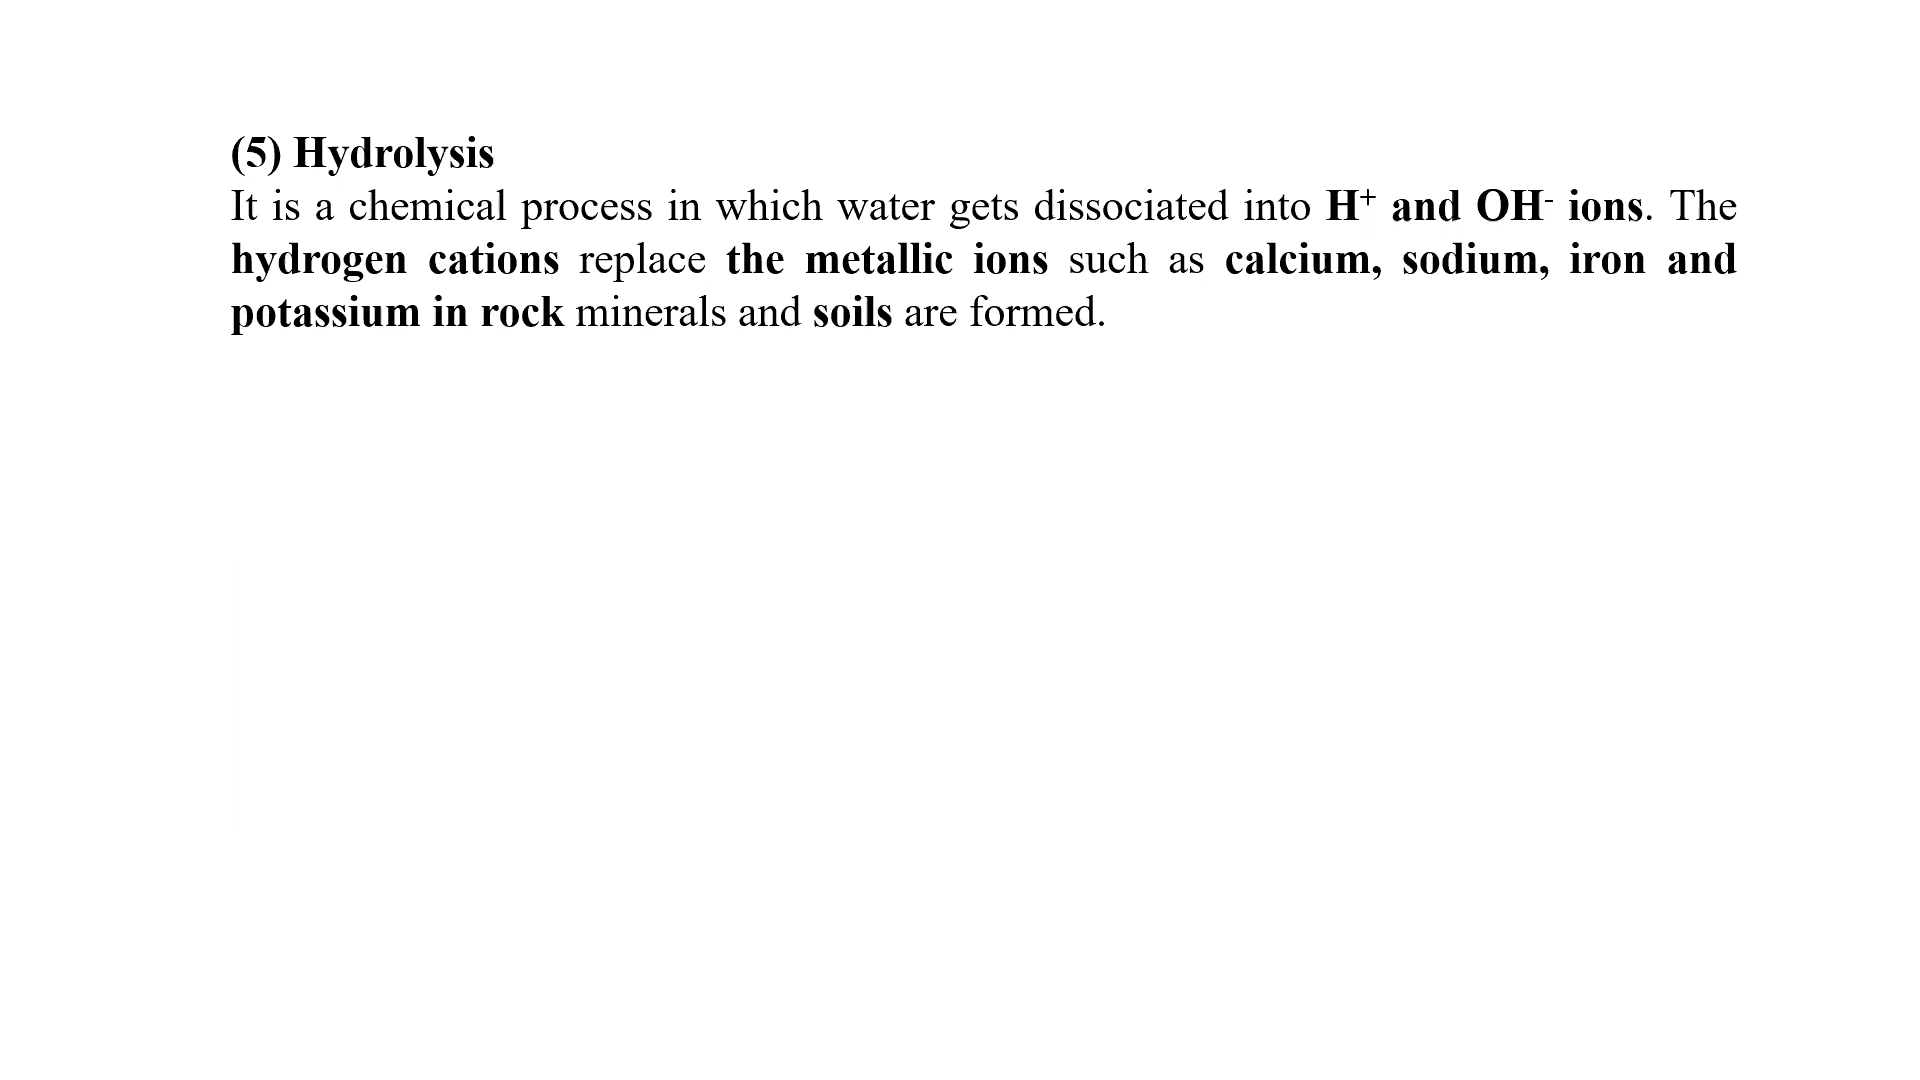 (5) Hydrolysis
It is a chemical process in which water gets dissociated into H⁺ and OH⁻ ions. The
hydrogen cations replace the metallic ions such as calcium, sodium, iron and
potassium in rock minerals and soils are formed.